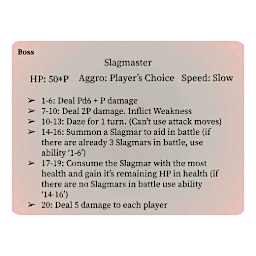 Boss
Slagmaster
HP: 50*P Aggro: Player's Choice Speed: Slow
➢ 1-6: Deal Pd6 + P damage
➢ 7-10: Deal 2P damage. Inflict Weakness
➢ 10-13: Daze for 1 turn. (Can't use attack moves)
➢ 14-16: Summon a Slagmar to aid in battle (if
there are already 3 Slagmars in battle, use
ability '1-6')
➢ 17-19: Consume the Slagmar with the most
health and gain it's remaining HP in health (if
there are no Slagmars in battle use ability
'14-16')
➢ 20: Deal 5 damage to each player